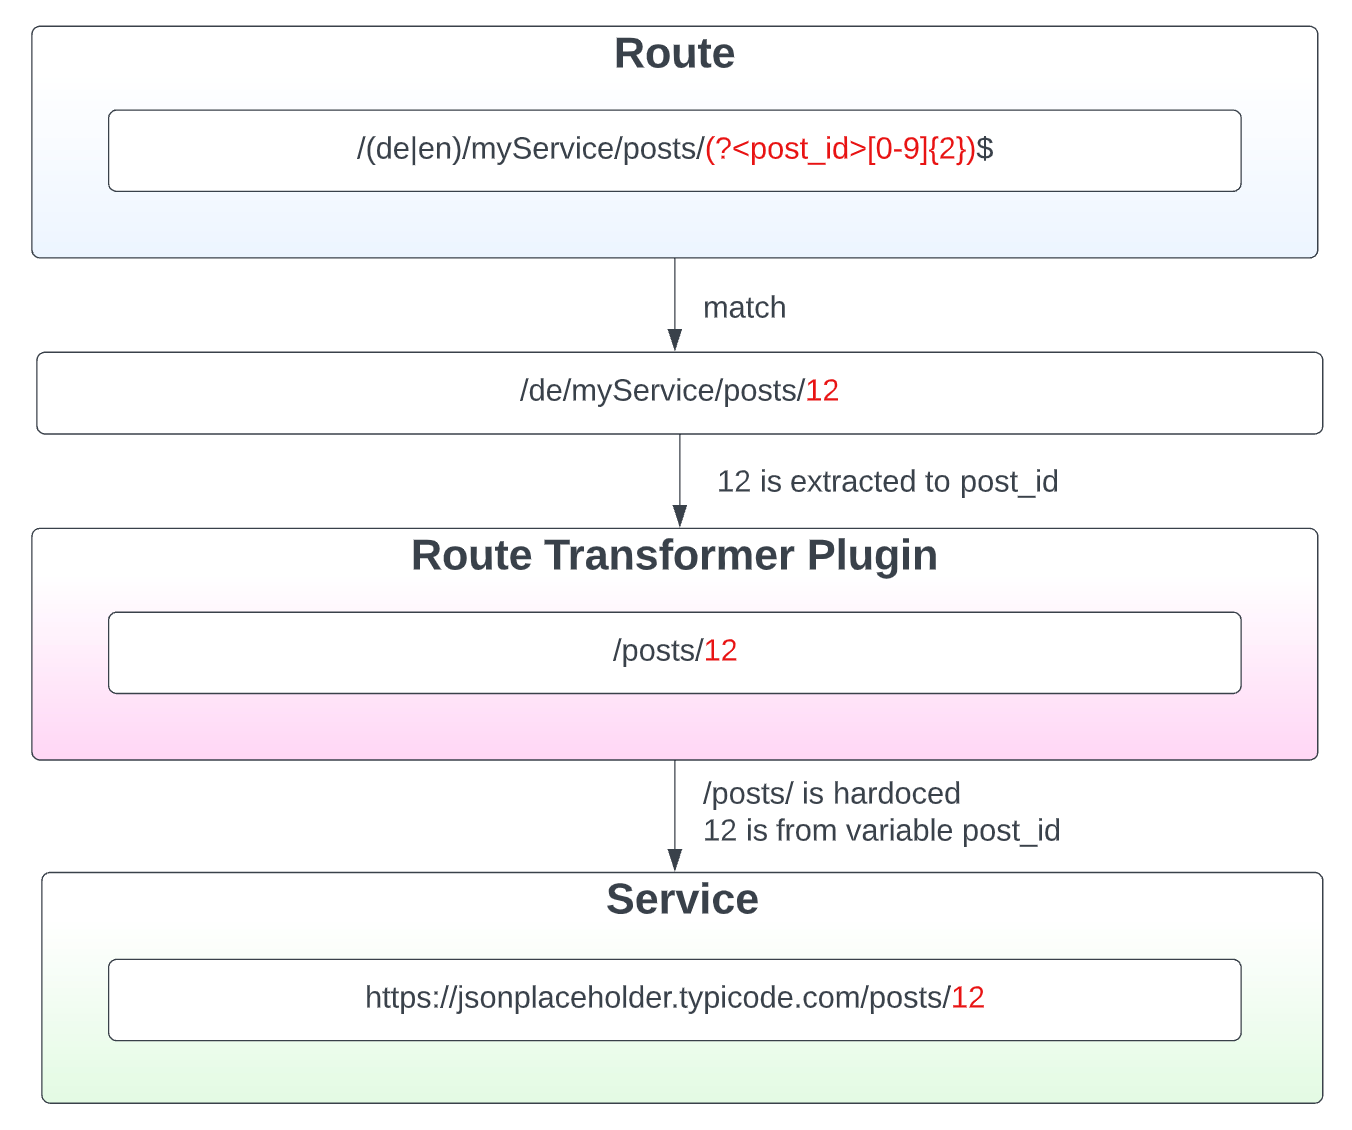 Route
/(de|en)/myService/posts/(?<post_id>[0-9]{2})$
match
/de/myService/posts/12
12 is extracted to post_id
Route Transformer Plugin
/posts/12
/posts/ is hardoced
12 is from variable post_id
Service
https://jsonplaceholder.typicode.com/posts/12